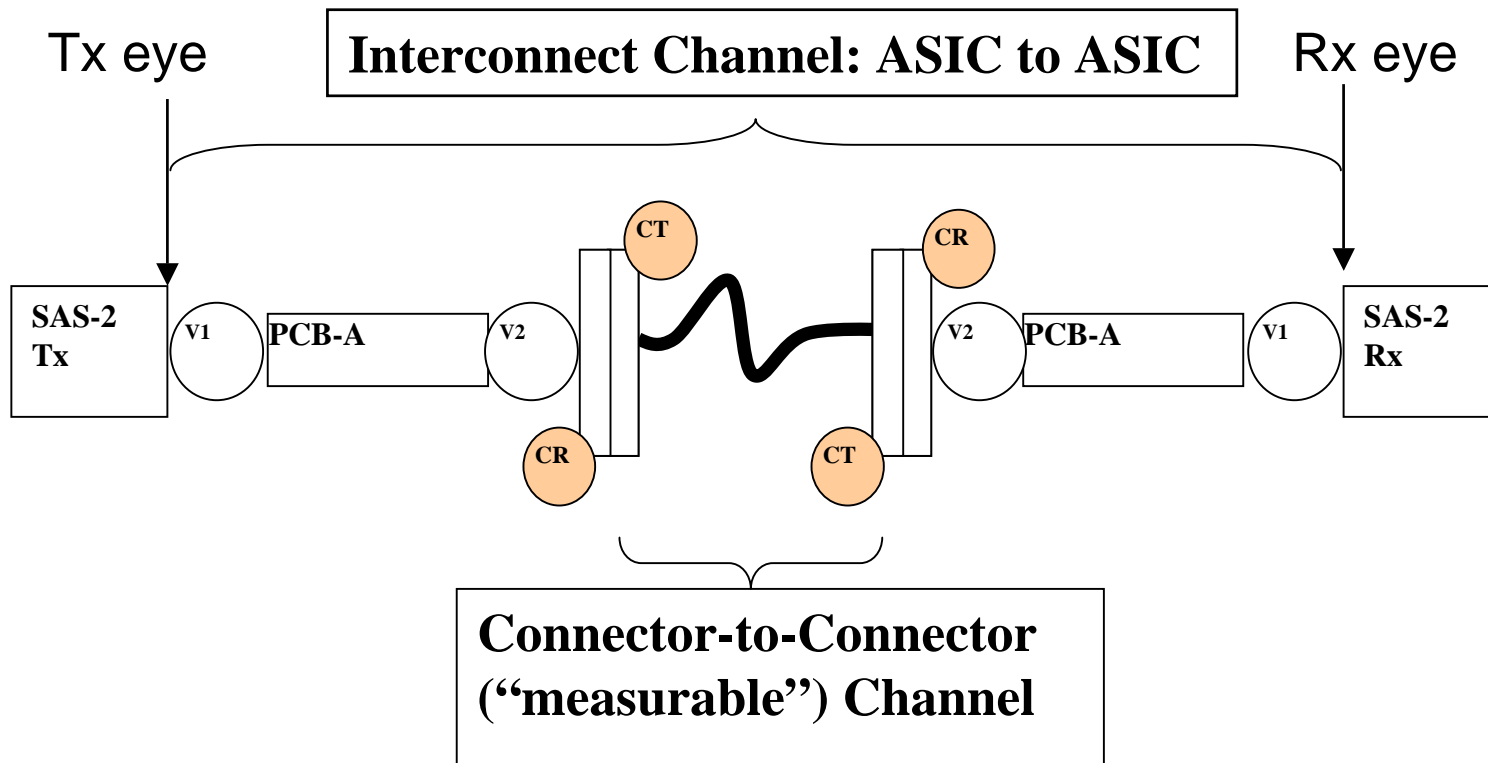 Tx eye
Interconnect Channel: ASIC to ASIC
Rx eye
CT
CR
SAS-2
Tx
V1
PCB-A
V2
V2
PCB-A
V1
SAS-2
Rx
CR
CT
Connector-to-Connector
(“measurable”) Channel